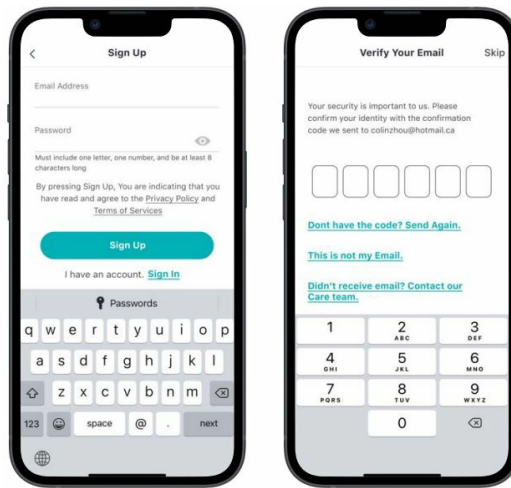 Sign Up
Email Address
Password
Must include one letter, one number, and be at least 8
characters long
By pressing Sign Up, You are indicating that you
have read and agree to the Privacy Policy and
Terms of Services
Sign Up
I have an account. Sign In
Passwords
q w e r t y u i o p
a s d f g h j k l
z x c v b n m
123 space @ . next
Verify Your Email Skip
Your security is important to us. Please
confirm your identity with the confirmation
code we sent to colinzhou@hotmail.ca
Dont have the code? Send Again.
This is not my Email.
Didn't receive email? Contact our
Care team.
1 2 3
ABC DEF
4 5 6
GHI JKL MNO
7 8 9
PQRS TUV WXYZ
0